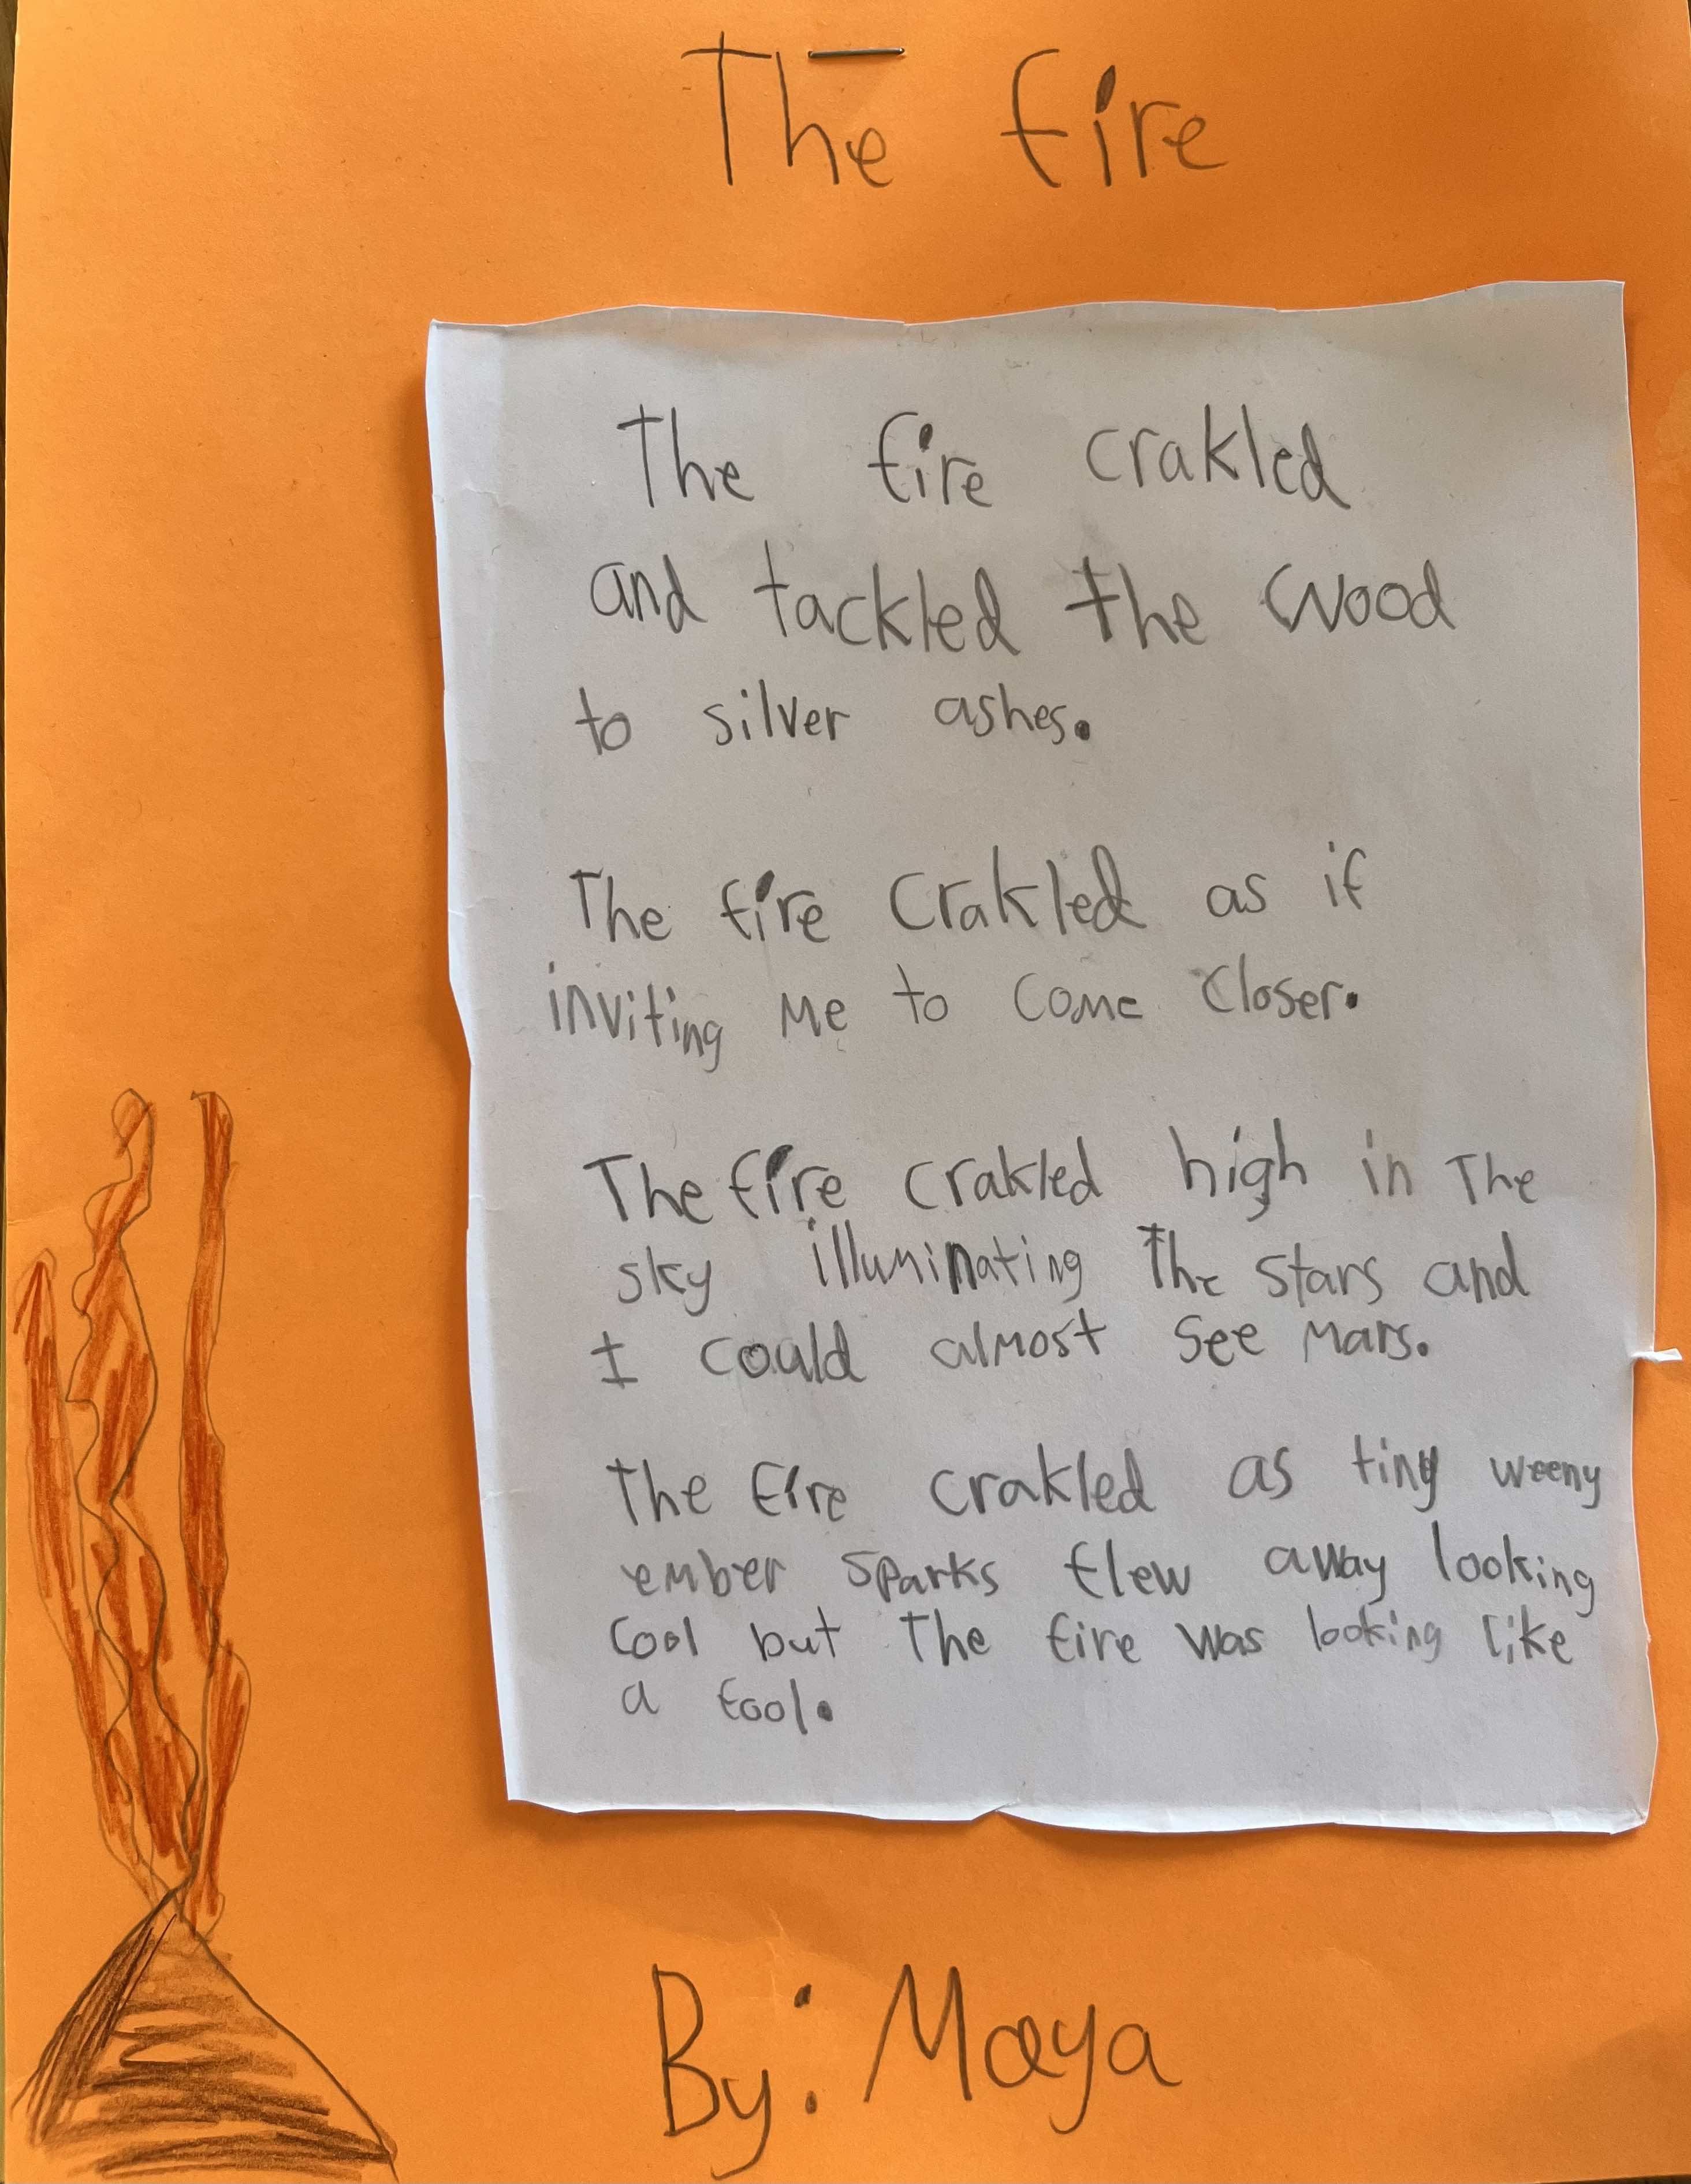 The fire
The fire crakled
and tackled the wood
to silver ashes.
The fire crakled as if
inviting me to come closer.
The fire crakled high in the
sky illuminating the stars and
I could almost see mars.
The fire crakled as tiny weeny
ember sparks flew away looking
cool but the fire was looking like
a fool.
By: Maya